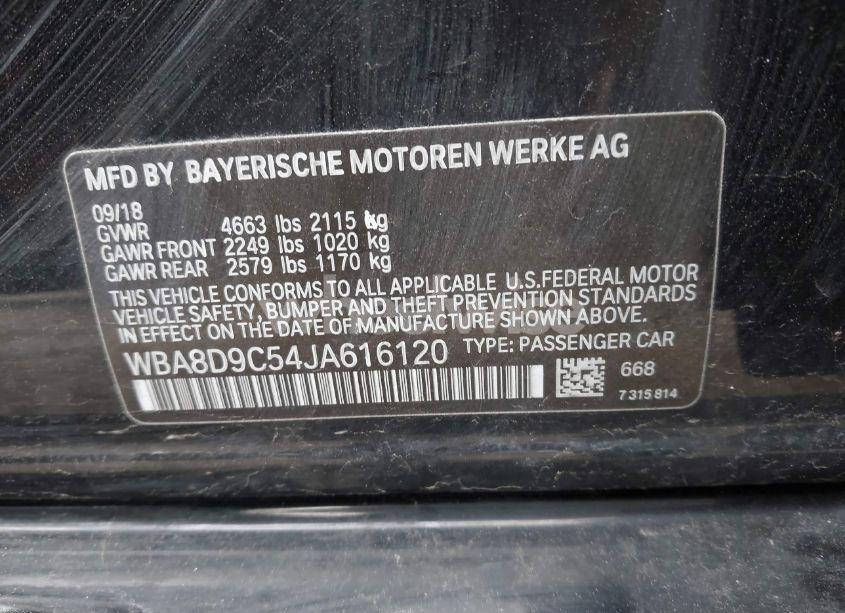 MFD BY BAYERISCHE MOTOREN WERKE AG
09/18
GVWR 4663 lbs 2115 kg
GAWR FRONT 2249 lbs 1020 kg
GAWR REAR 2579 lbs 1170 kg
THIS VEHICLE CONFORMS TO ALL APPLICABLE U.S.FEDERAL MOTOR
VEHICLE SAFETY, BUMPER AND THEFT PREVENTION STANDARDS
IN EFFECT ON DATE OF MANUFACTURE SHOWN ABOVE.
WBA8D9C54JA616120 TYPE: PASSENGER CAR
668
7 315 814